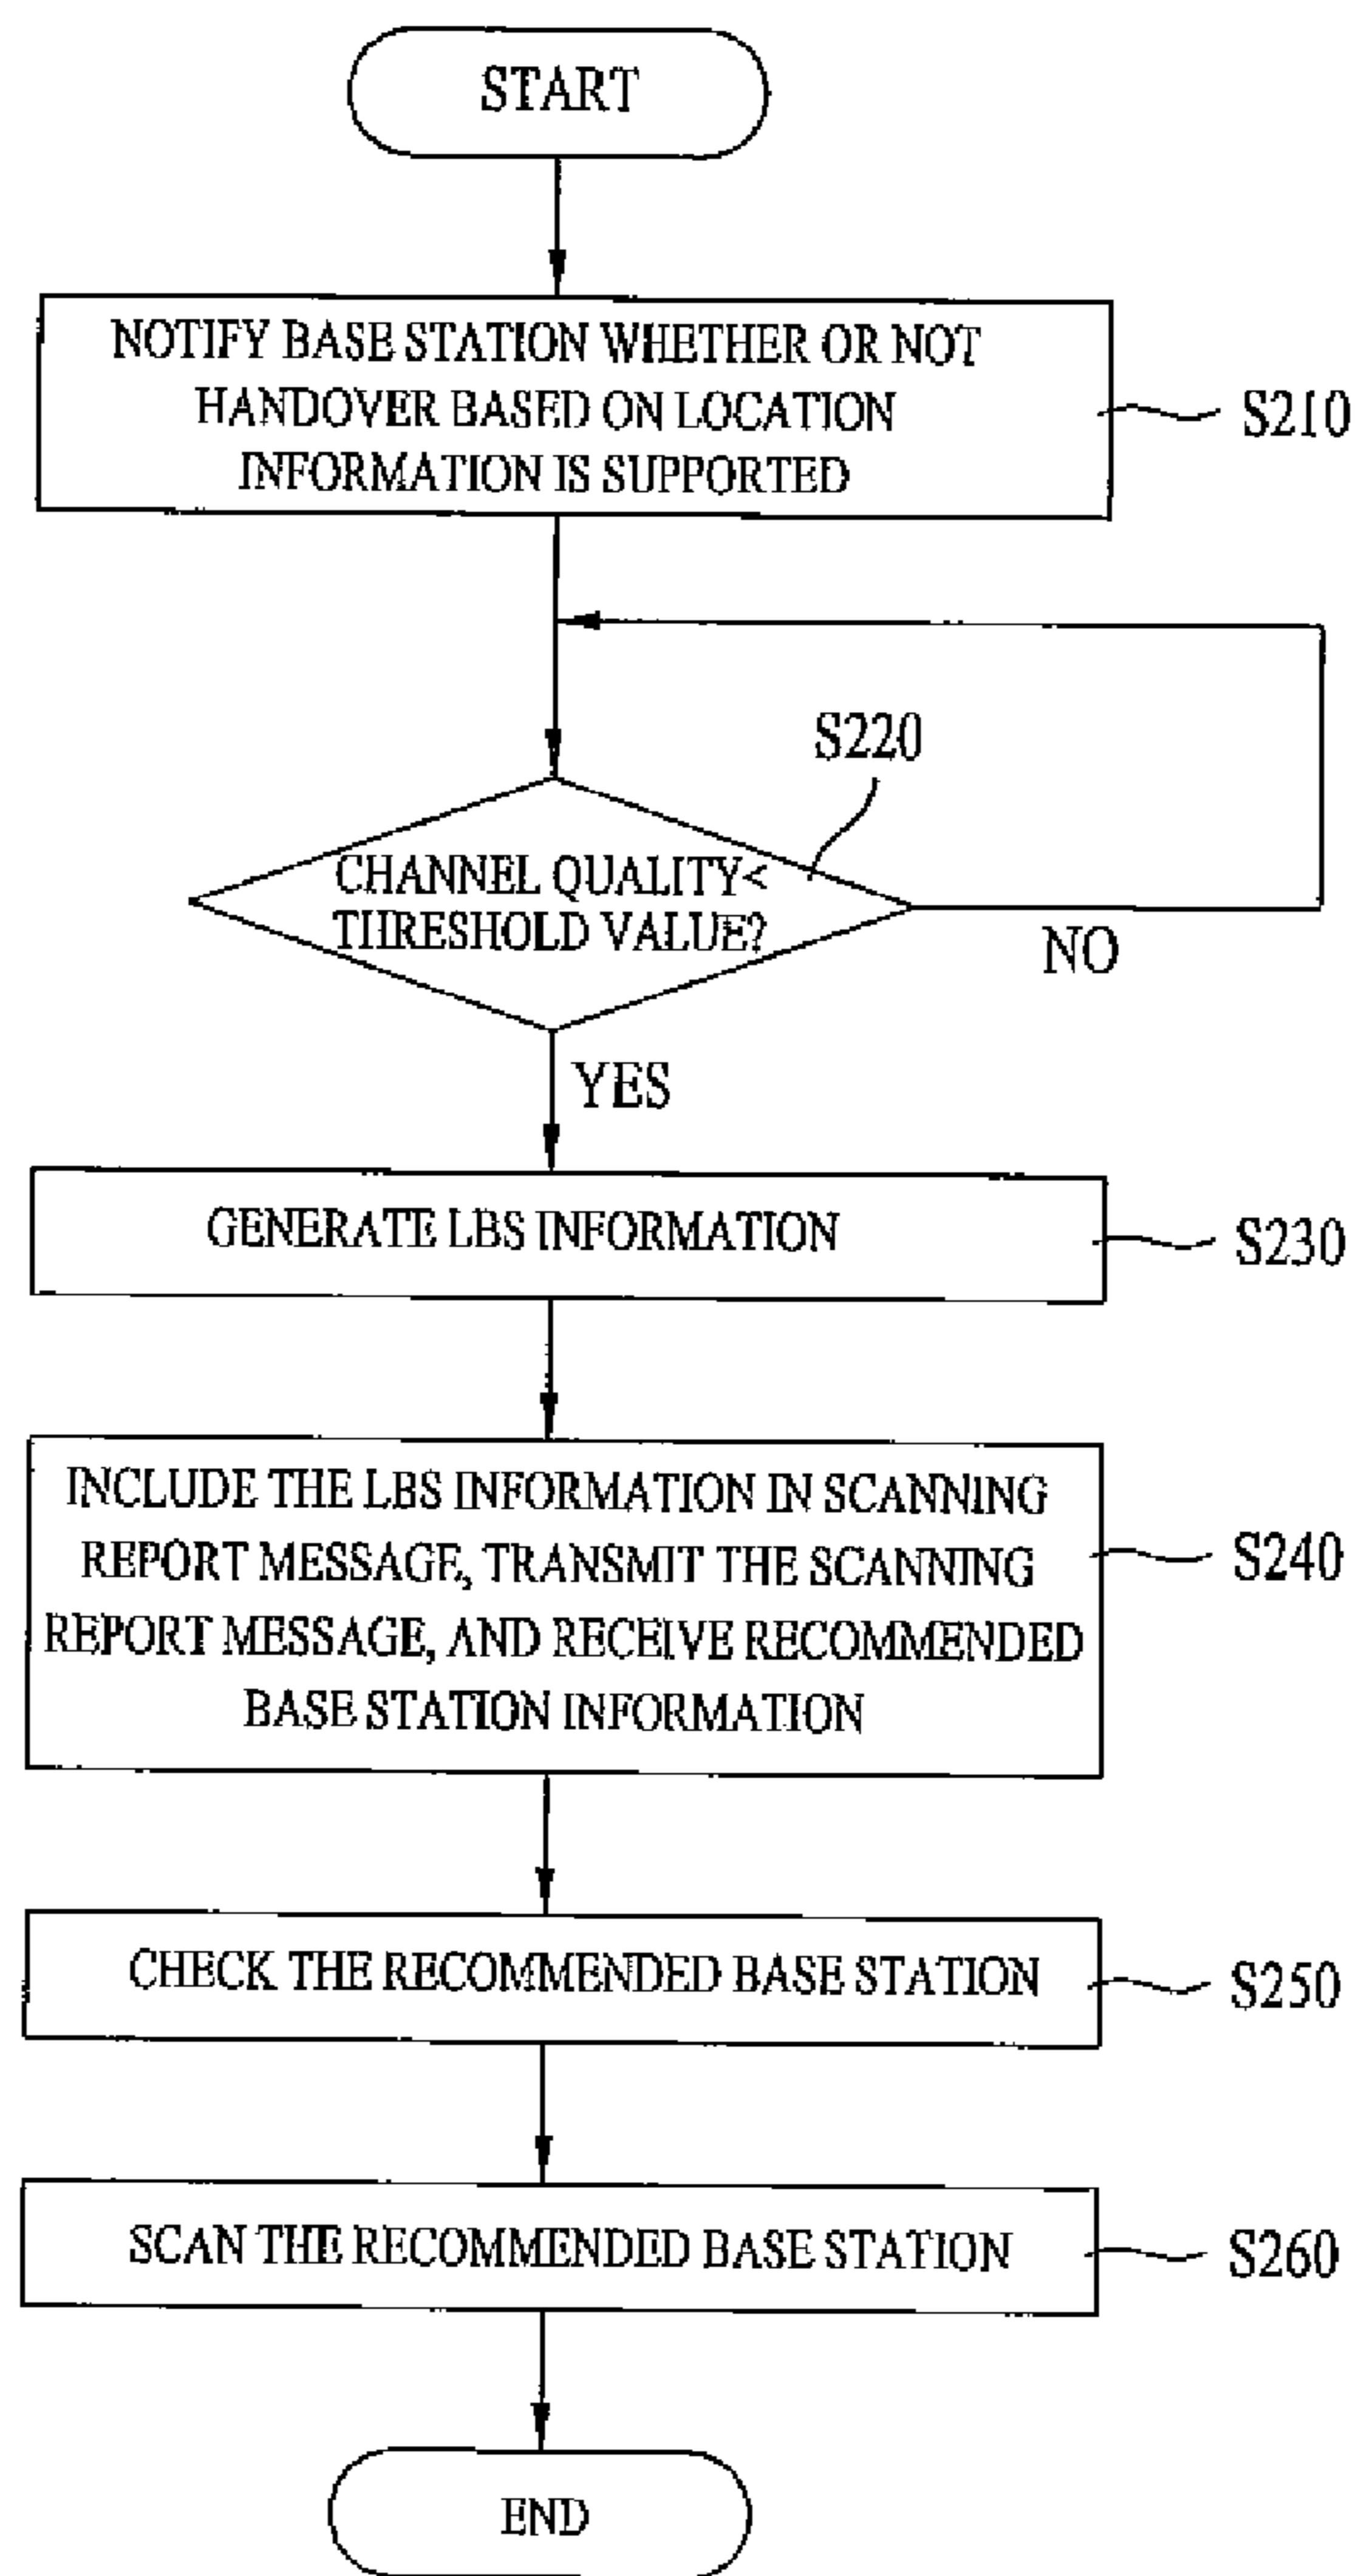 START
NOTIFY BASE STATION WHETHER OR NOT
HANDOVER BASED ON LOCATION
INFORMATION IS SUPPORTED
S210
S220
CHANNEL QUALITY<
THRESHOLD VALUE?
NO
YES
GENERATE LBS INFORMATION
S230
INCLUDE THE LBS INFORMATION IN SCANNING
REPORT MESSAGE, TRANSMIT THE SCANNING
REPORT MESSAGE, AND RECEIVE RECOMMENDED
BASE STATION INFORMATION
S240
CHECK THE RECOMMENDED BASE STATION
S250
SCAN THE RECOMMENDED BASE STATION
S260
END